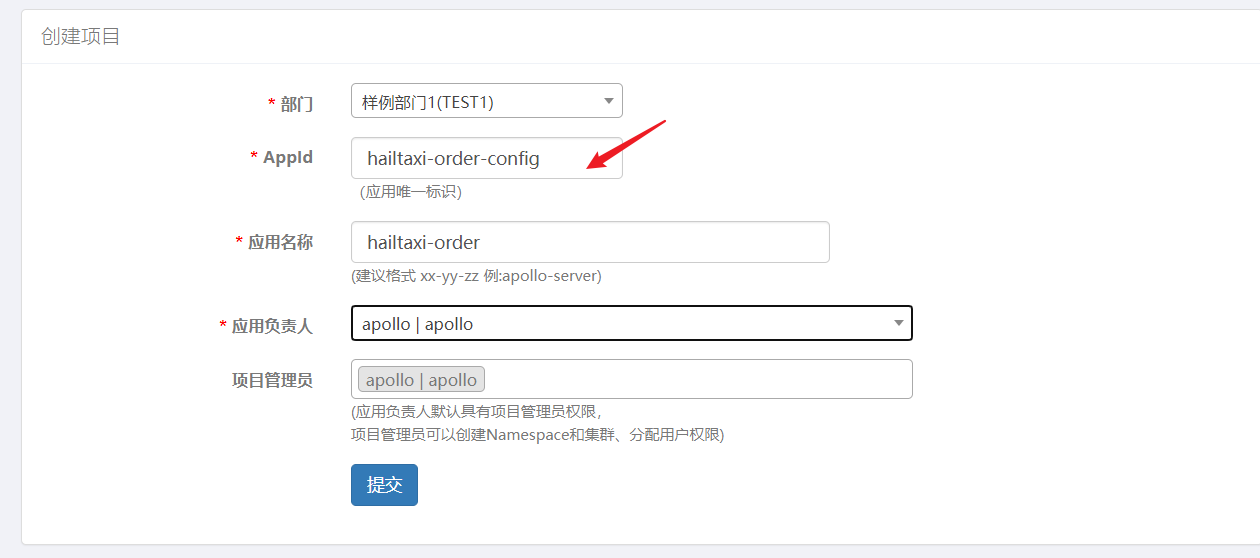 创建项目
* 部门
样例部门1(TEST1)
* AppId
hailtaxi-order-config
(应用唯一标识)
* 应用名称
hailtaxi-order
(建议格式 xx-yy-zz 例:apollo-server)
* 应用负责人
apollo | apollo
项目管理员
apollo | apollo
(应用负责人默认具有项目管理员权限，
项目管理员可以创建Namespace和集群、分配用户权限)
提交